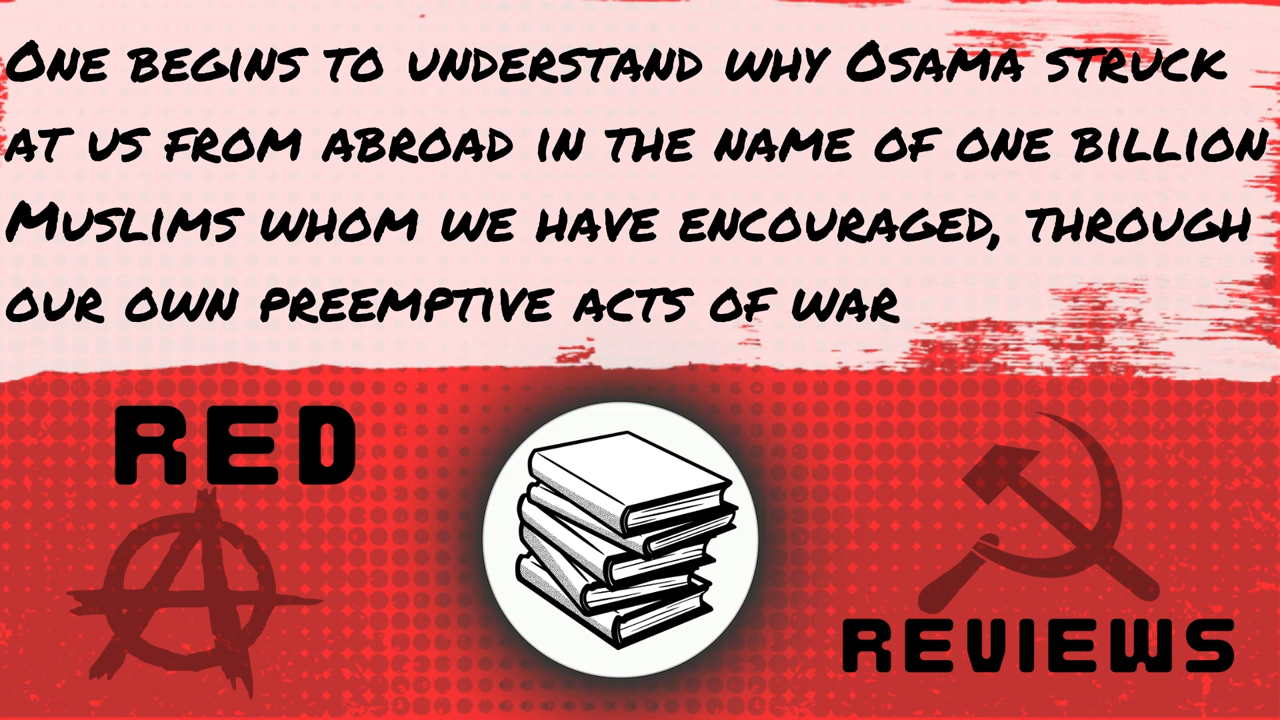 One begins to understand why Osama struck
at us from abroad in the name of one billion
Muslims whom we have encouraged, through
our own preemptive acts of war
RED
REVIEWS